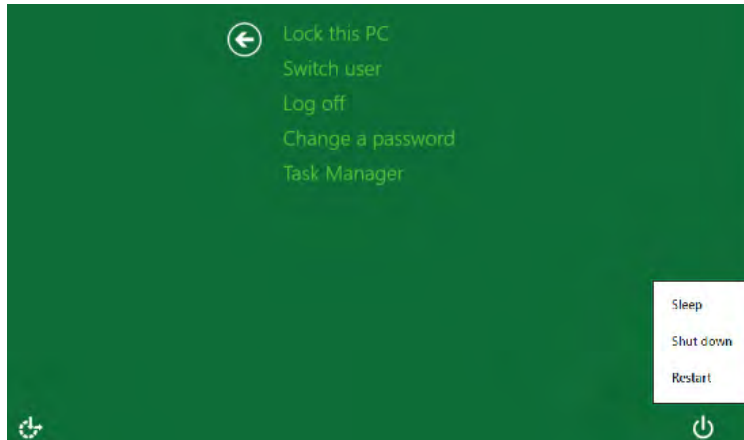 Lock this PC
Switch user
Log off
Change a password
Task Manager
Sleep
Shut down
Restart